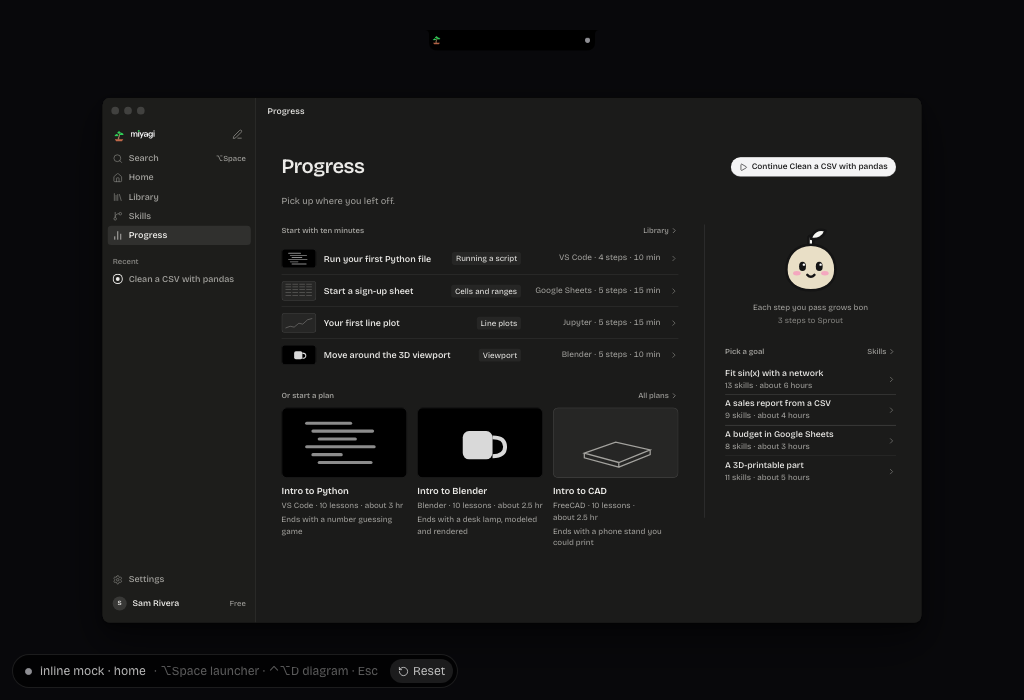 Progress
miyagi
Search ⌥Space
Home
Library
Skills
Progress
Recent
Clean a CSV with pandas
Settings
S Sam Rivera Free
Progress
Continue Clean a CSV with pandas
Pick up where you left off.
Start with ten minutes Library
Run your first Python file Running a script VS Code · 4 steps · 10 min
Start a sign-up sheet Cells and ranges Google Sheets · 5 steps · 15 min
Your first line plot Line plots Jupyter · 5 steps · 15 min
Move around the 3D viewport Viewport Blender · 5 steps · 10 min
Or start a plan All plans
Intro to Python
VS Code · 10 lessons · about 3 hr
Ends with a number guessing
game
Intro to Blender
Blender · 10 lessons · about 2.5 hr
Ends with a desk lamp, modeled
and rendered
Intro to CAD
FreeCAD · 10 lessons ·
about 2.5 hr
Ends with a phone stand you
could print
Each step you pass grows bon
3 steps to Sprout
Pick a goal Skills
Fit sin(x) with a network
13 skills · about 6 hours
A sales report from a CSV
9 skills · about 4 hours
A budget in Google Sheets
8 skills · about 3 hours
A 3D-printable part
11 skills · about 5 hours
inline mock · home · ⌥Space launcher · ^⌥D diagram · Esc Reset